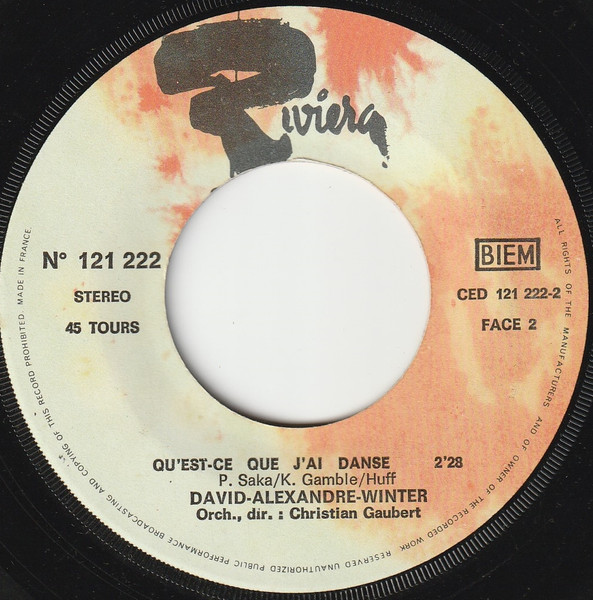 Riviera
N° 121 222
STEREO
45 TOURS
BIEM
CED 121 222-2
FACE 2
QU'EST-CE QUE J'AI DANSE 2'28
P. Saka/K. Gamble/Huff
DAVID-ALEXANDRE-WINTER
Orch., dir. : Christian Gaubert
ALL RIGHTS OF THE MANUFACTURERS AND OF OWNER OF THE RECORDED WORK RESERVED UNAUTHORIZED PUBLIC PERFORMANCE BROADCASTING AND COPYING OF THIS RECORD PROHIBITED. MADE IN FRANCE.